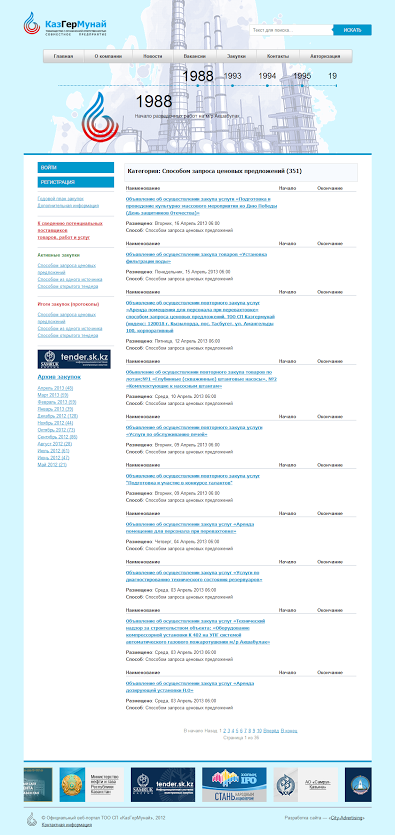 КазГерМунай
СОВМЕСТНОЕ ПРЕДПРИЯТИЕ
Текст для поиска ...
ИСКАТЬ
Главная
О компании
Новости
Вакансии
Закупки
Контакты
Авторизация
1988 1993 1994 1995 19
1988
Начало разведочных работ на м/р Акшабулак
ВОЙТИ
РЕГИСТРАЦИЯ
Годовой план закупок
Дополнительная информация
К сведению потенциальных
поставщиков
товаров, работ и услуг
Активные закупки
Способом запроса ценовых
предложений
Способом из одного источника
Способом открытого тендера
Итоги закупок (протоколы)
Способом запроса ценовых
предложений
Способом из одного источника
Способом открытого тендера
SAMRUK
tender.sk.kz
Архив закупок
Апрель 2013 (48)
Март 2013 (59)
Февраль 2013 (59)
Январь 2013 (39)
Декабрь 2012 (128)
Ноябрь 2012 (44)
Октябрь 2012 (73)
Сентябрь 2012 (86)
Август 2012 (28)
Июль 2012 (61)
Июнь 2012 (47)
Май 2012 (21)
Категория: Способом запроса ценовых предложений (351)
Наименование Начало Окончание
Объявление об осуществлении закупа услуги «Подготовка и
проведение культурно-массового мероприятия ко Дню Победы
(День защитников Отечества)»
Размещено: Вторник, 16 Апрель 2013 06:00
Способ: Способом запроса ценовых предложений
Наименование Начало Окончание
Объявление об осуществлении закупа товаров «Установка
фильтрации воды»
Размещено: Понедельник, 15 Апрель 2013 06:00
Способ: Способом запроса ценовых предложений
Наименование Начало Окончание
Объявление об осуществлении повторного закупа услуг
«Аренда помещения для персонала при перевахтовке»
способом запроса ценовых предложений. ТОО СП Казгермунай
Размещено: Пятница, 12 Апрель 2013 06:00
Способ: Способом запроса ценовых предложений
Наименование Начало Окончание
Объявление об осуществлении повторного закупа товаров по
лотам:№1 «Глубинные (скважинные) штанговые насосы», №2
«Комплектующие к насосным штангам»
Размещено: Среда, 10 Апрель 2013 06:00
Способ: Способом запроса ценовых предложений
Наименование Начало Окончание
Объявление об осуществлении повторного закупа услуги
«Услуги по обслуживанию печей»
Размещено: Вторник, 09 Апрель 2013 06:00
Способ: Способом запроса ценовых предложений
Наименование Начало Окончание
Объявление об осуществлении повторного закупа услуг
"Подготовка и участие в конкурсе талантов"
Размещено: Вторник, 09 Апрель 2013 06:00
Способ: Способом запроса ценовых предложений
Наименование Начало Окончание
Объявление об осуществлении закупа услуг «Аренда
помещения для персонала при перевахтовке»
Размещено: Четверг, 04 Апрель 2013 06:00
Способ: Способом запроса ценовых предложений
Наименование Начало Окончание
Объявление об осуществлении закупа услуг «Услуги по
диагностированию технического состояния резервуаров»
Размещено: Среда, 03 Апрель 2013 06:00
Способ: Способом запроса ценовых предложений
Наименование Начало Окончание
Объявление об осуществлении закупа услуг «Технический
надзор за строительством объекта: «Оборудование
компрессорной установки К 402 на УПГ системой
автоматического газового пожаротушения м/р Акшабулак»
Размещено: Среда, 03 Апрель 2013 06:00
Способ: Способом запроса ценовых предложений
Наименование Начало Окончание
Объявление об осуществлении закупа услуг «Аренда
дозирующей установки Н2О»
Размещено: Среда, 03 Апрель 2013 06:00
Способ: Способом запроса ценовых предложений
В начало Назад 1 2 3 4 5 6 7 8 9 10 Вперёд В конец
Страница 1 из 36
Министерство
нефти и газа
Республики
Казахстан
SAMRUK
tender.sk.kz
IPO
СТАНЬ
АО «Самрук-
Қазына»
© Официальный веб-портал ТОО СП «КазГерМунай», 2012.
Контактная информация
Разработка сайта — «City-Advertising»